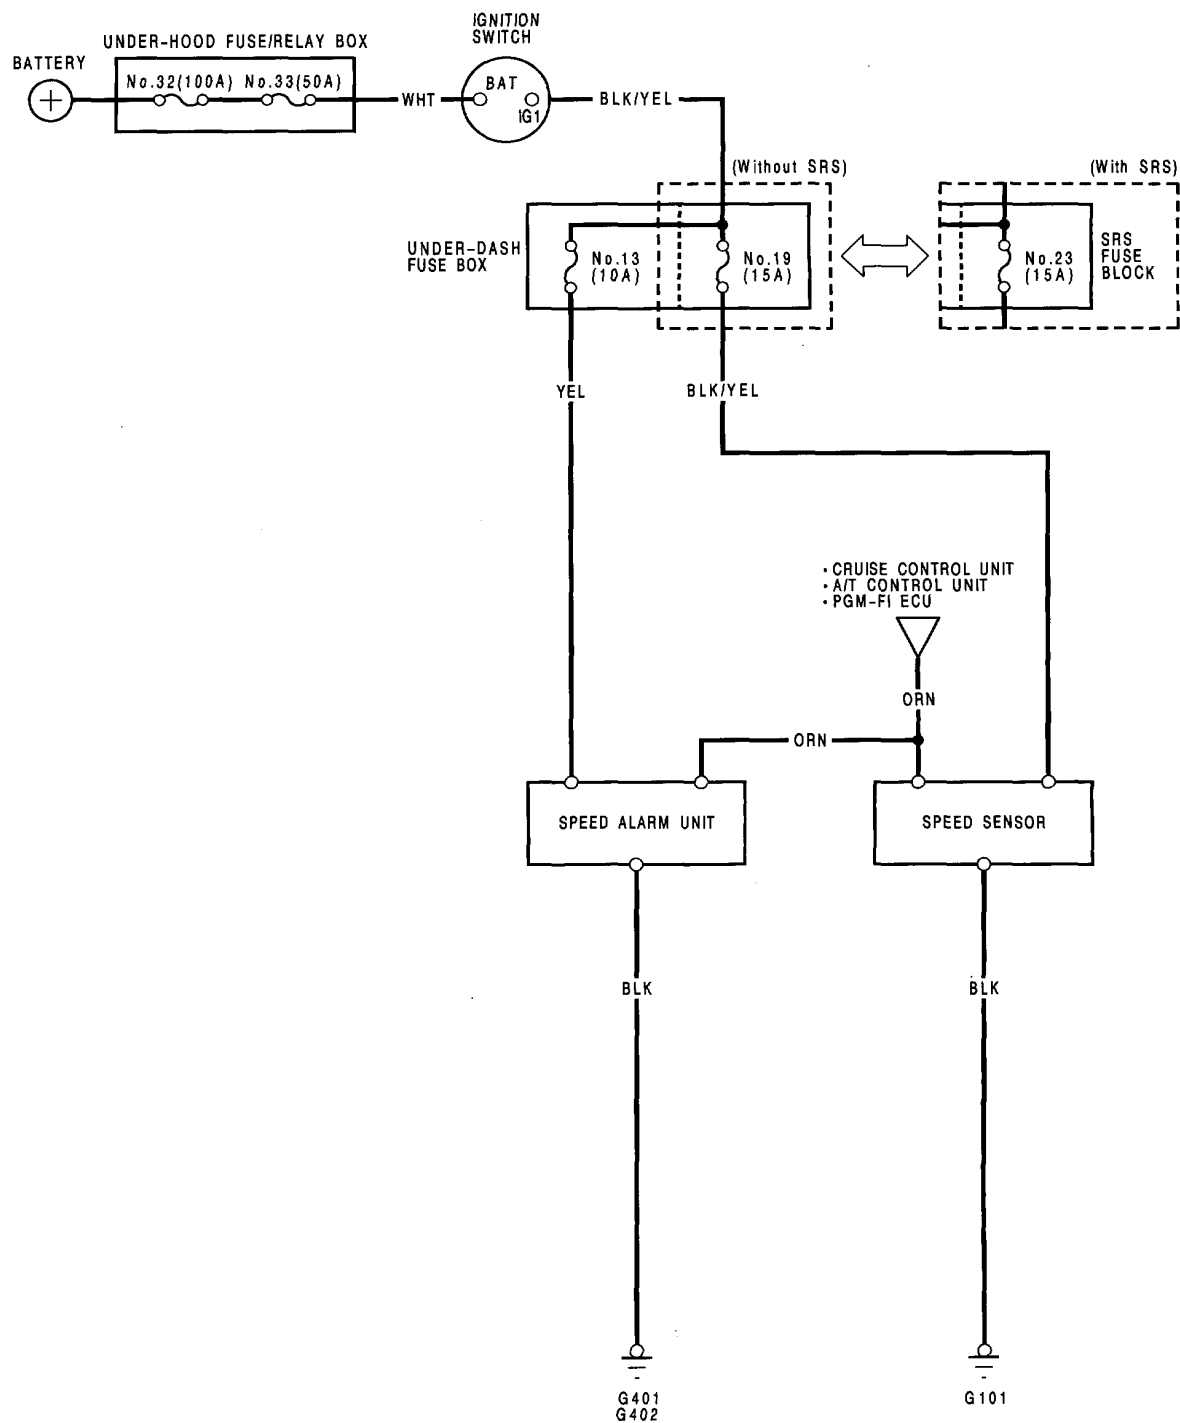 IGNITION
SWITCH
UNDER-HOOD FUSE/RELAY BOX
BATTERY
No.32(100A) No.33(50A)
BAT
WHT
BLK/YEL
IG1
(Without SRS)
(With SRS)
UNDER-DASH
FUSE BOX
No.13
(10A)
No.19
(15A)
No.23
(15A)
SRS
FUSE
BLOCK
YEL
BLK/YEL
• CRUISE CONTROL UNIT
• A/T CONTROL UNIT
• PGM-FI ECU
ORN
ORN
SPEED ALARM UNIT
SPEED SENSOR
BLK
BLK
G401
G402
G101